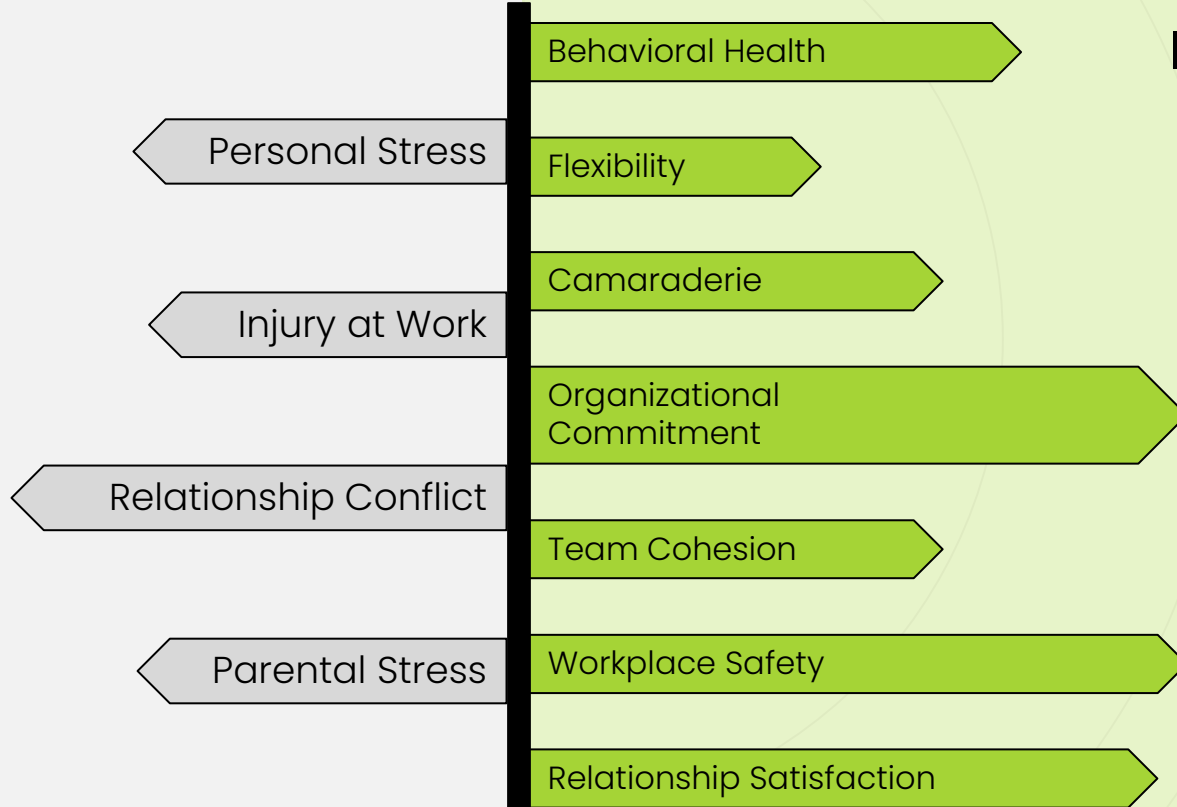 Behavioral Health
Personal Stress
Flexibility
Camaraderie
Injury at Work
Organizational
Commitment
Relationship Conflict
Team Cohesion
Workplace Safety
Parental Stress
Relationship Satisfaction